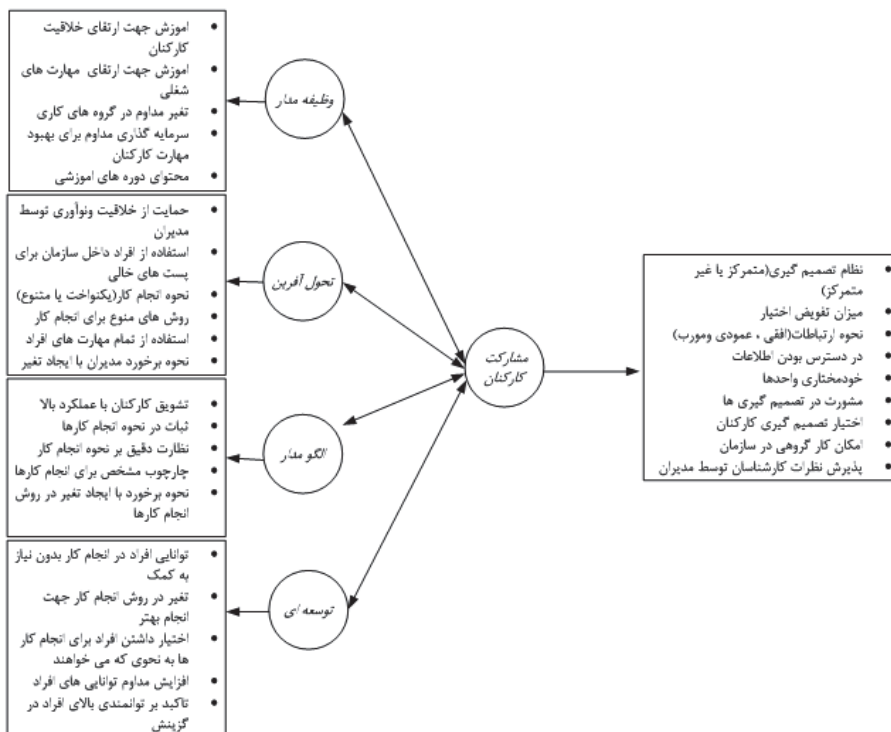 اموزش جهت ارتقای خلاقیت
کارکنان
اموزش جهت ارتقای مهارت های
شغلی
تغیر مداوم در گروه های کاری
سرمایه گذاری مداوم برای بهبود
مهارت کارکنان
محتوای دوره های اموزشی
وظیفه مدار
حمایت از خلاقیت ونوآوری توسط
مدیران
استفاده از افراد داخل سازمان برای
پست های خالی
نحوه انجام کار(یکنواخت یا متنوع)
روش های منوع برای انجام کار
استفاده از تمام مهارت های افراد
نحوه برخورد مدیران با ایجاد تغیر
تحول آفرین
تشویق کارکنان با عملکرد بالا
ثبات در نحوه انجام کارها
نظارت دقیق بر نحوه انجام کار
چارچوب مشخص برای انجام کارها
نحوه برخورد با ایجاد تغیر در روش
انجام کارها
الگو مدار
توانایی افراد در انجام کار بدون نیاز
به کمک
تغیر در روش انجام کار جهت
انجام بهتر
اختیار داشتن افراد برای انجام کار
ها به نحوی که می خواهند
افزایش مداوم توانایی های افراد
تاکید بر توانمندی بالای افراد در
گزینش
توسعه ای
مشارکت
کارکنان
نظام تصمیم گیری(متمرکز یا غیر
متمرکز)
میزان تفویض اختیار
نحوه ارتباطات(افقی ، عمودی ومورب)
در دسترس بودن اطلاعات
خودمختاری واحدها
مشورت در تصمیم گیری ها
اختیار تصمیم گیری کارکنان
امکان کار گروهی در سازمان
پذیرش نظرات کارشناسان توسط مدیران